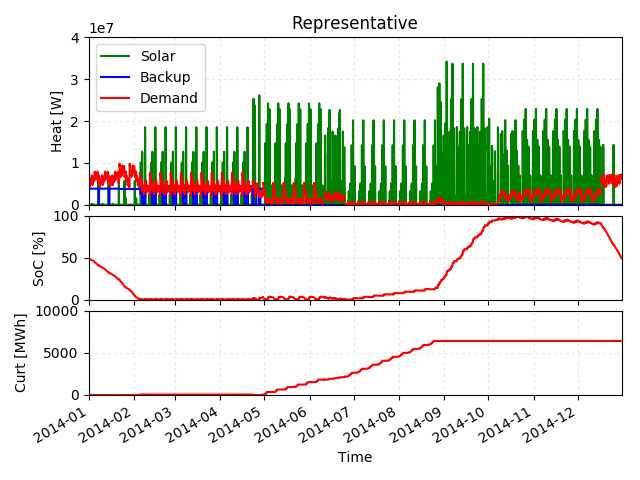 Representative
1e7
4
3
2
1
0
Heat [W]
Solar
Backup
Demand
100
50
0
SoC [%]
10000
5000
0
Curt [MWh]
2014-01
2014-02
2014-03
2014-04
2014-05
2014-06
2014-07
2014-08
2014-09
2014-10
2014-11
2014-12
Time